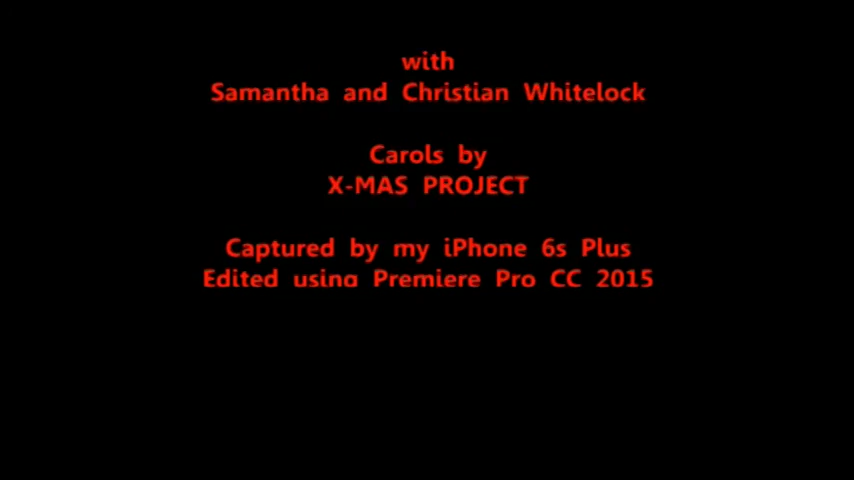 with
Samantha and Christian Whitelock
Carols by
X-MAS PROJECT
Captured by my iPhone 6s Plus
Edited using Premiere Pro CC 2015